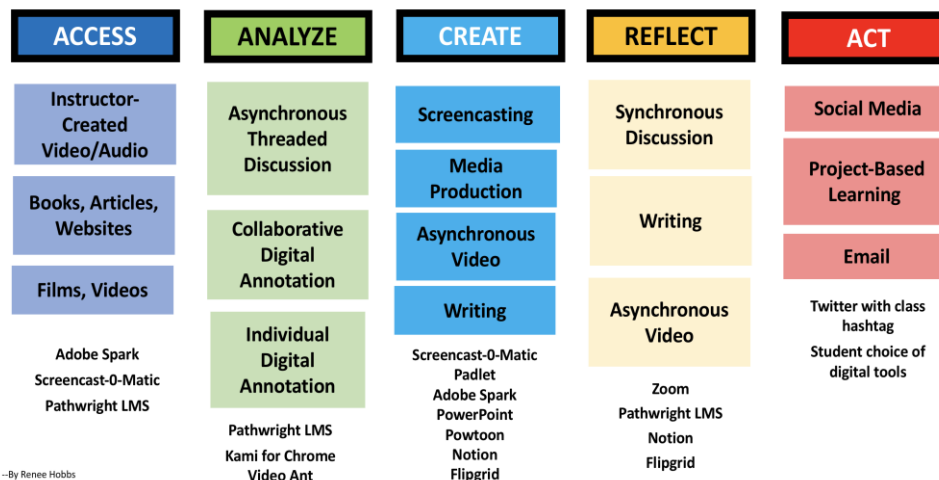 ACCESS
Instructor-
Created
Video/Audio
Books, Articles,
Websites
Films, Videos
Adobe Spark
Screencast-0-Matic
Pathwright LMS
ANALYZE
Asynchronous
Threaded
Discussion
Collaborative
Digital
Annotation
Individual
Digital
Annotation
Pathwright LMS
Kami for Chrome
Video Ant
CREATE
Screencasting
Media
Production
Asynchronous
Video
Writing
Screencast-0-Matic
Padlet
Adobe Spark
PowerPoint
Powtoon
Notion
Flipgrid
REFLECT
Synchronous
Discussion
Writing
Asynchronous
Video
Zoom
Pathwright LMS
Notion
Flipgrid
ACT
Social Media
Project-Based
Learning
Email
Twitter with class
hashtag
Student choice of
digital tools
--By Renee Hobbs